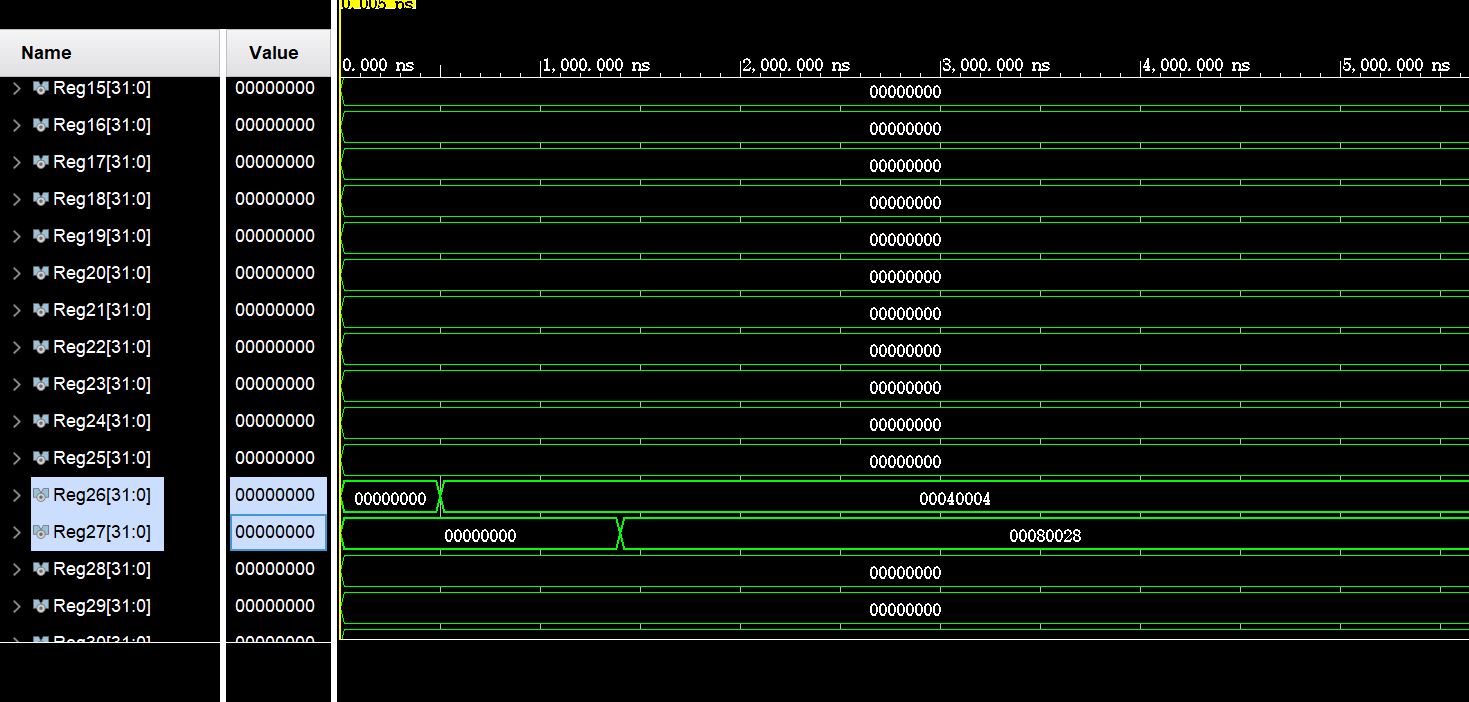 0.005 ns
Name Value
0.000 ns 1,000.000 ns 2,000.000 ns 3,000.000 ns 4,000.000 ns 5,000.000 ns
Reg15[31:0] 00000000 00000000
Reg16[31:0] 00000000 00000000
Reg17[31:0] 00000000 00000000
Reg18[31:0] 00000000 00000000
Reg19[31:0] 00000000 00000000
Reg20[31:0] 00000000 00000000
Reg21[31:0] 00000000 00000000
Reg22[31:0] 00000000 00000000
Reg23[31:0] 00000000 00000000
Reg24[31:0] 00000000 00000000
Reg25[31:0] 00000000 00000000
Reg26[31:0] 00000000 00000000 00040004
Reg27[31:0] 00000000 00000000 00080028
Reg28[31:0] 00000000 00000000
Reg29[31:0] 00000000 00000000
Reg30[31:0] 00000000